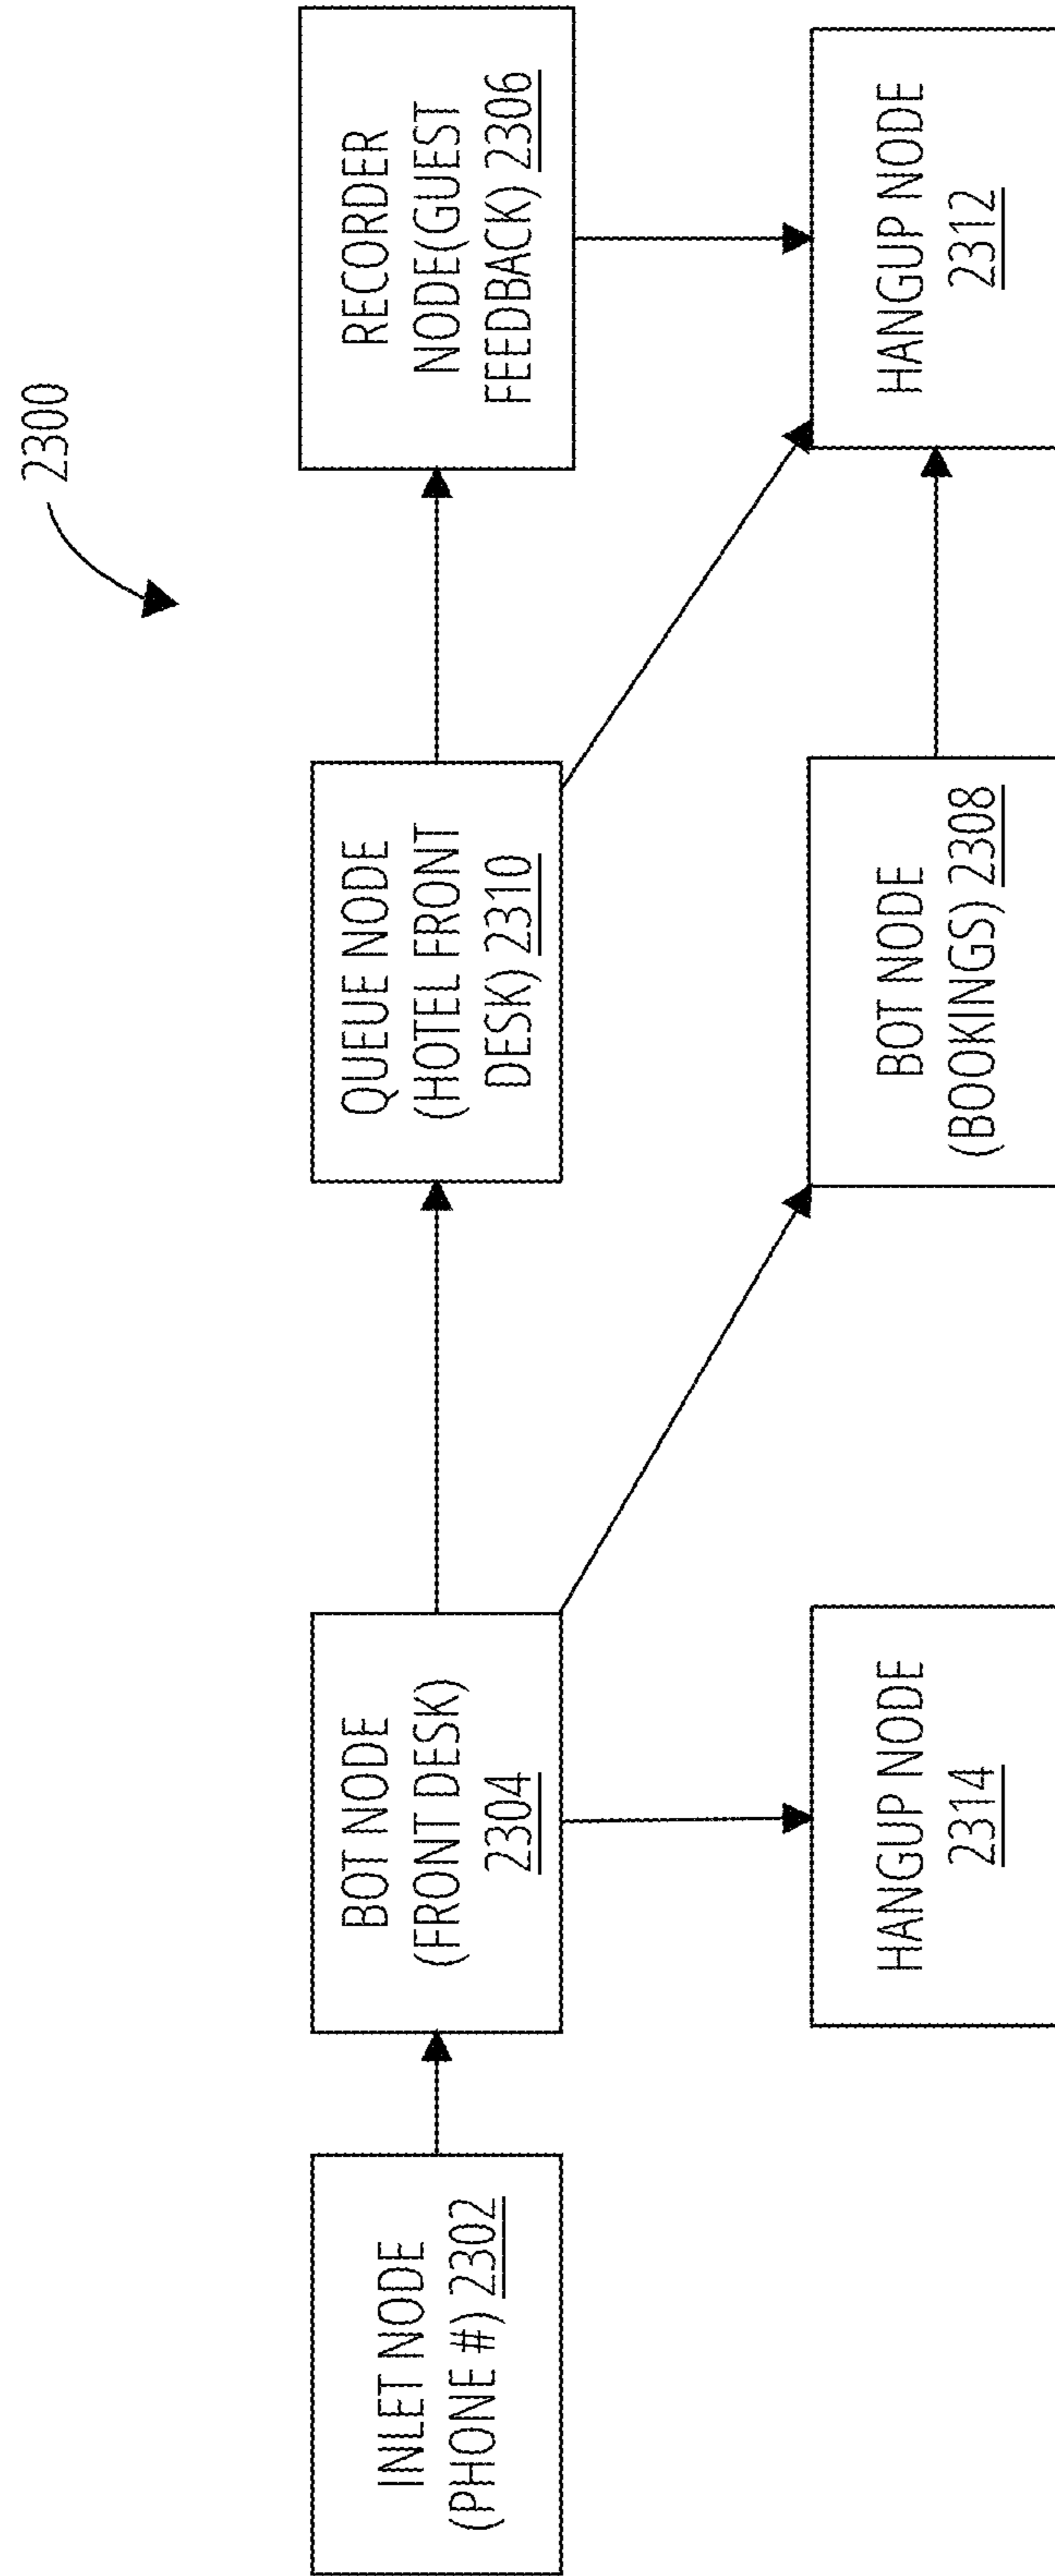 2300
INLET NODE
(PHONE #) 2302
BOT NODE
(FRONT DESK)
2304
QUEUE NODE
(HOTEL FRONT
DESK) 2310
RECORDER
NODE(GUEST
FEEDBACK) 2306
HANGUP NODE
2314
BOT NODE
(BOOKINGS) 2308
HANGUP NODE
2312